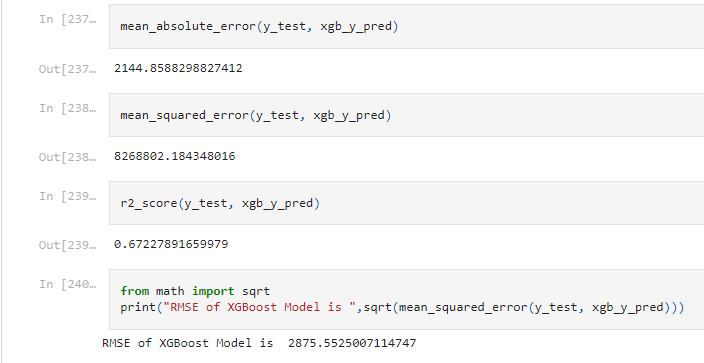 In [237...
mean_absolute_error(y_test, xgb_y_pred)
Out[237...
2144.8588298827412
In [238...
mean_squared_error(y_test, xgb_y_pred)
Out[238...
8268802.184348016
In [239...
r2_score(y_test, xgb_y_pred)
Out[239...
0.67227891659979
In [240...
from math import sqrt
print("RMSE of XGBoost Model is ",sqrt(mean_squared_error(y_test, xgb_y_pred)))
RMSE of XGBoost Model is  2875.5525007114747